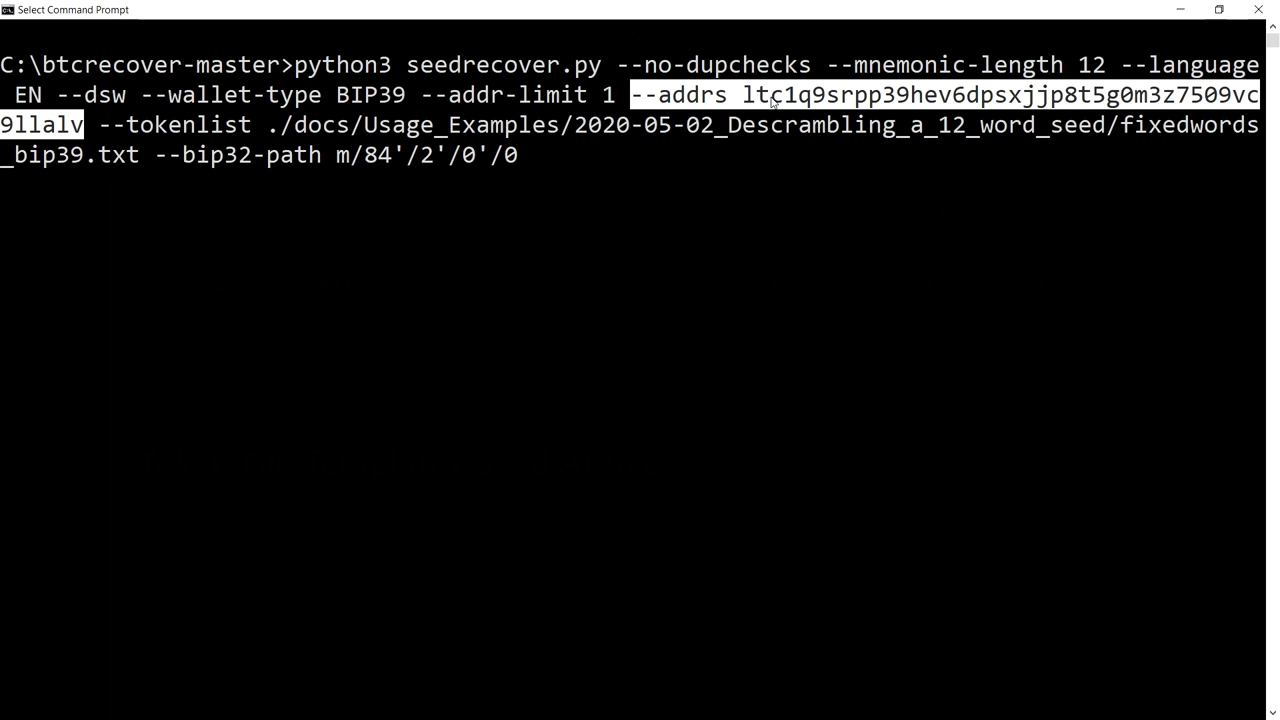 Select Command Prompt
C:\btcrecover-master>python3 seedrecover.py --no-dupchecks --mnemonic-length 12 --language
EN --dsw --wallet-type BIP39 --addr-limit 1 --addrs ltc1q9srpp39hev6dpsxjjp8t5g0m3z7509vc
9llalv --tokenlist ./docs/Usage_Examples/2020-05-02_Descrambling_a_12_word_seed/fixedwords
_bip39.txt --bip32-path m/84'/2'/0'/0